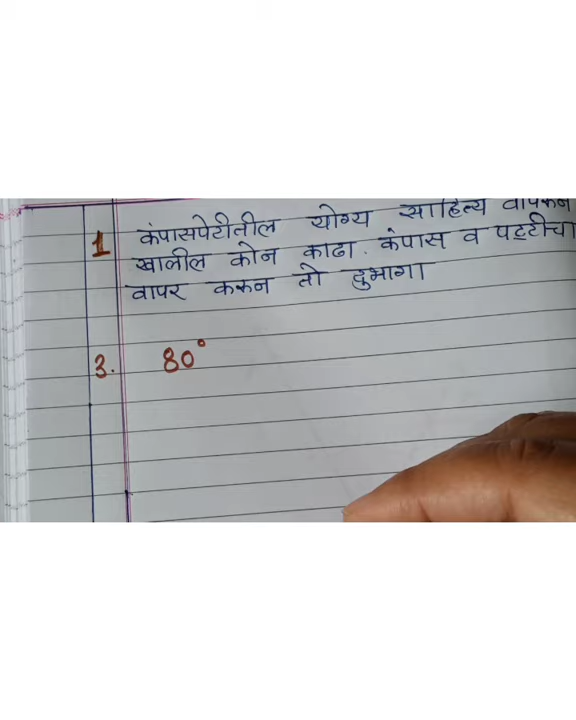 1 कंपासपेटीतील योग्य साहित्य वापरून
खालील कोन काढा. कंपास व पट्टीचा
वापर करून तो दुभागा
3. 80°